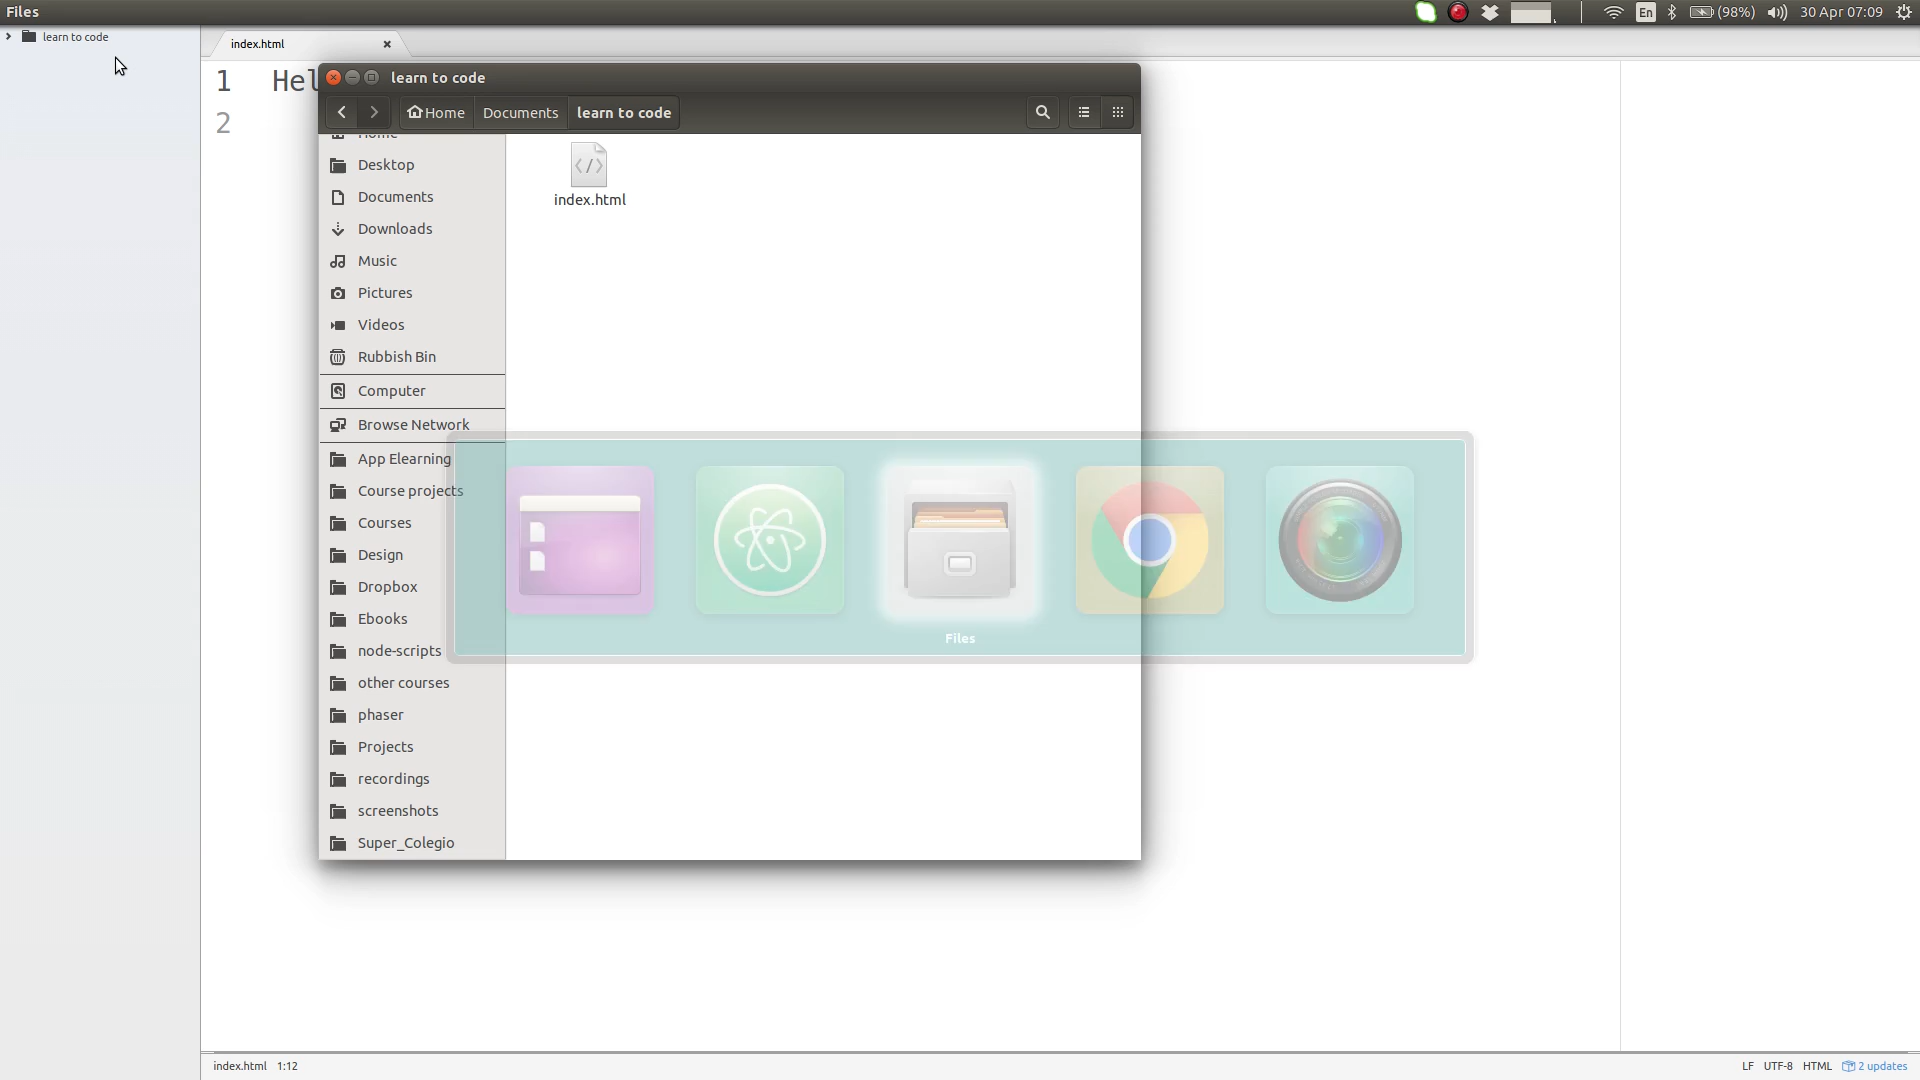 Files
En
(98%)
30 Apr 07:09
learn to code
index.html
1
2
learn to code
Home
Documents
learn to code
Home
Desktop
Documents
Downloads
Music
Pictures
Videos
Rubbish Bin
Computer
Browse Network
App Elearning
Course projects
Courses
Design
Dropbox
Ebooks
node-scripts
other courses
phaser
Projects
recordings
screenshots
Super_Colegio
index.html
Files
index.html 1:12
LF UTF-8 HTML 2 updates